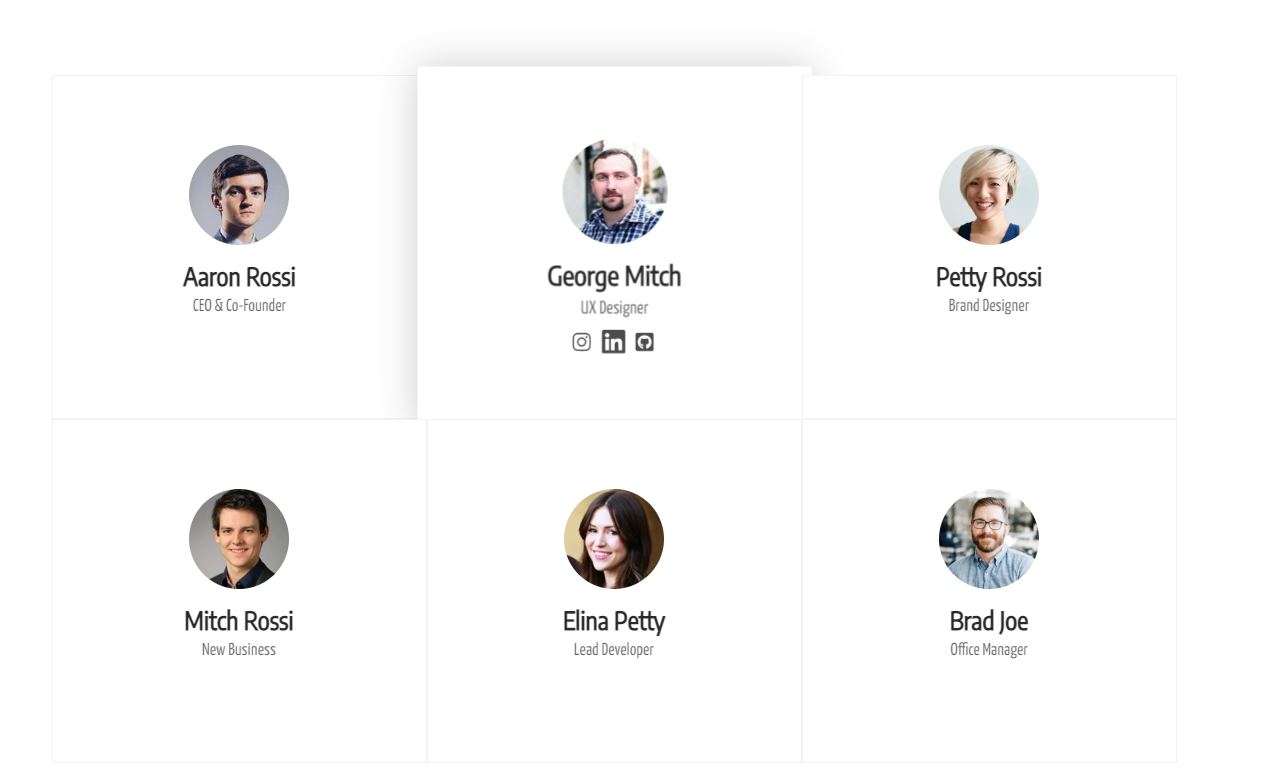 Aaron Rossi
CEO & Co-Founder
George Mitch
UX Designer
in
Petty Rossi
Brand Designer
Mitch Rossi
New Business
Elina Petty
Lead Developer
Brad Joe
Office Manager